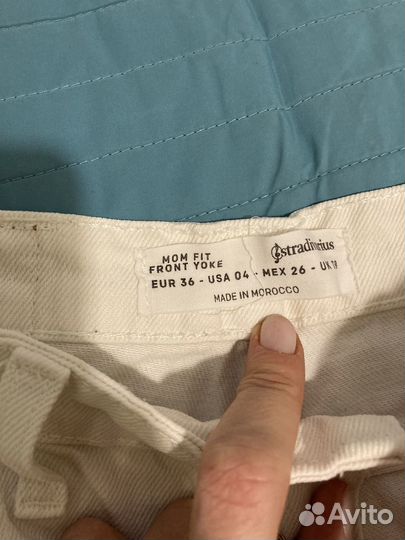 MOM FIT
FRONT YOKE
stradivarius
EUR 36 - USA 04 - MEX 26 - UK
MADE IN MOROCCO
Avito